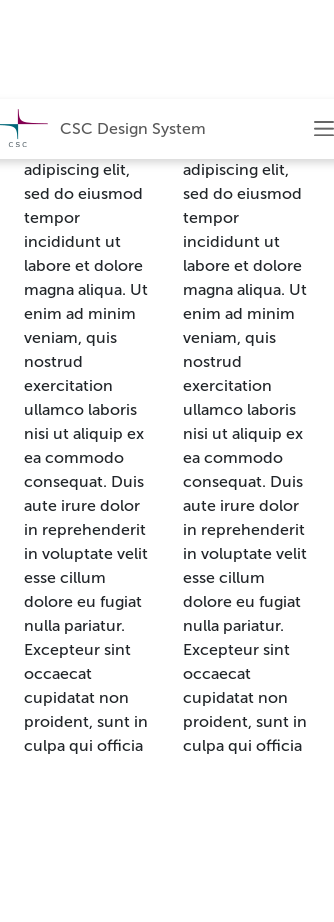 CSC
CSC Design System
adipiscing elit,
sed do eiusmod
tempor
incididunt ut
labore et dolore
magna aliqua. Ut
enim ad minim
veniam, quis
nostrud
exercitation
ullamco laboris
nisi ut aliquip ex
ea commodo
consequat. Duis
aute irure dolor
in reprehenderit
in voluptate velit
esse cillum
dolore eu fugiat
nulla pariatur.
Excepteur sint
occaecat
cupidatat non
proident, sunt in
culpa qui officia
adipiscing elit,
sed do eiusmod
tempor
incididunt ut
labore et dolore
magna aliqua. Ut
enim ad minim
veniam, quis
nostrud
exercitation
ullamco laboris
nisi ut aliquip ex
ea commodo
consequat. Duis
aute irure dolor
in reprehenderit
in voluptate velit
esse cillum
dolore eu fugiat
nulla pariatur.
Excepteur sint
occaecat
cupidatat non
proident, sunt in
culpa qui officia